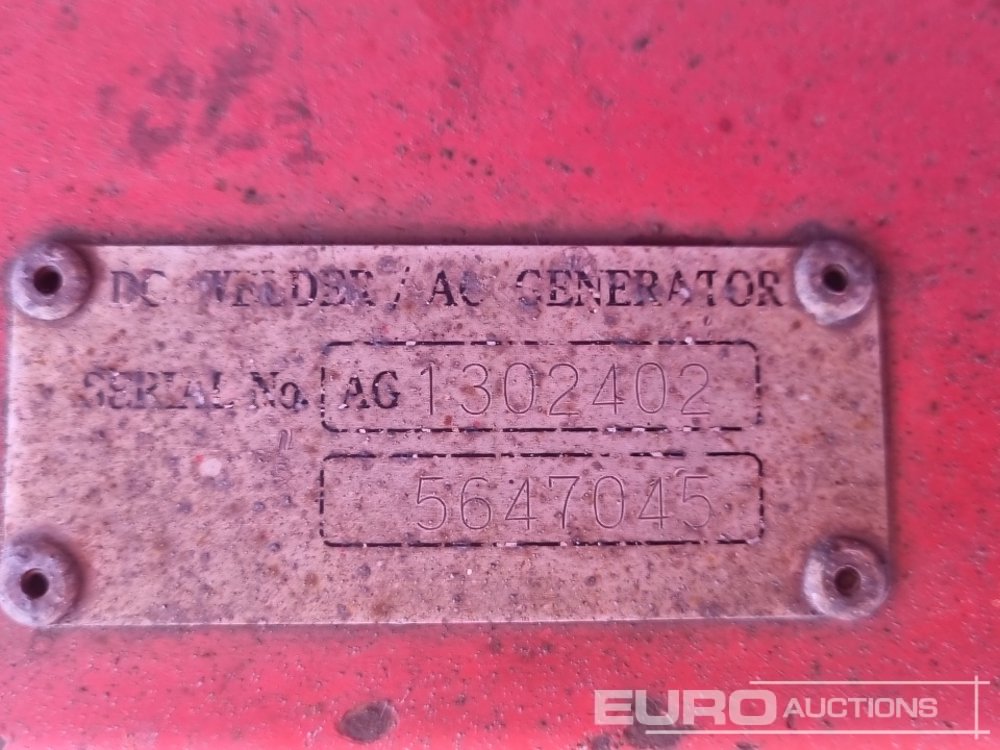 DC WELDER / AC GENERATOR
SERIAL No. AG 1302402
5647045
EURO AUCTIONS